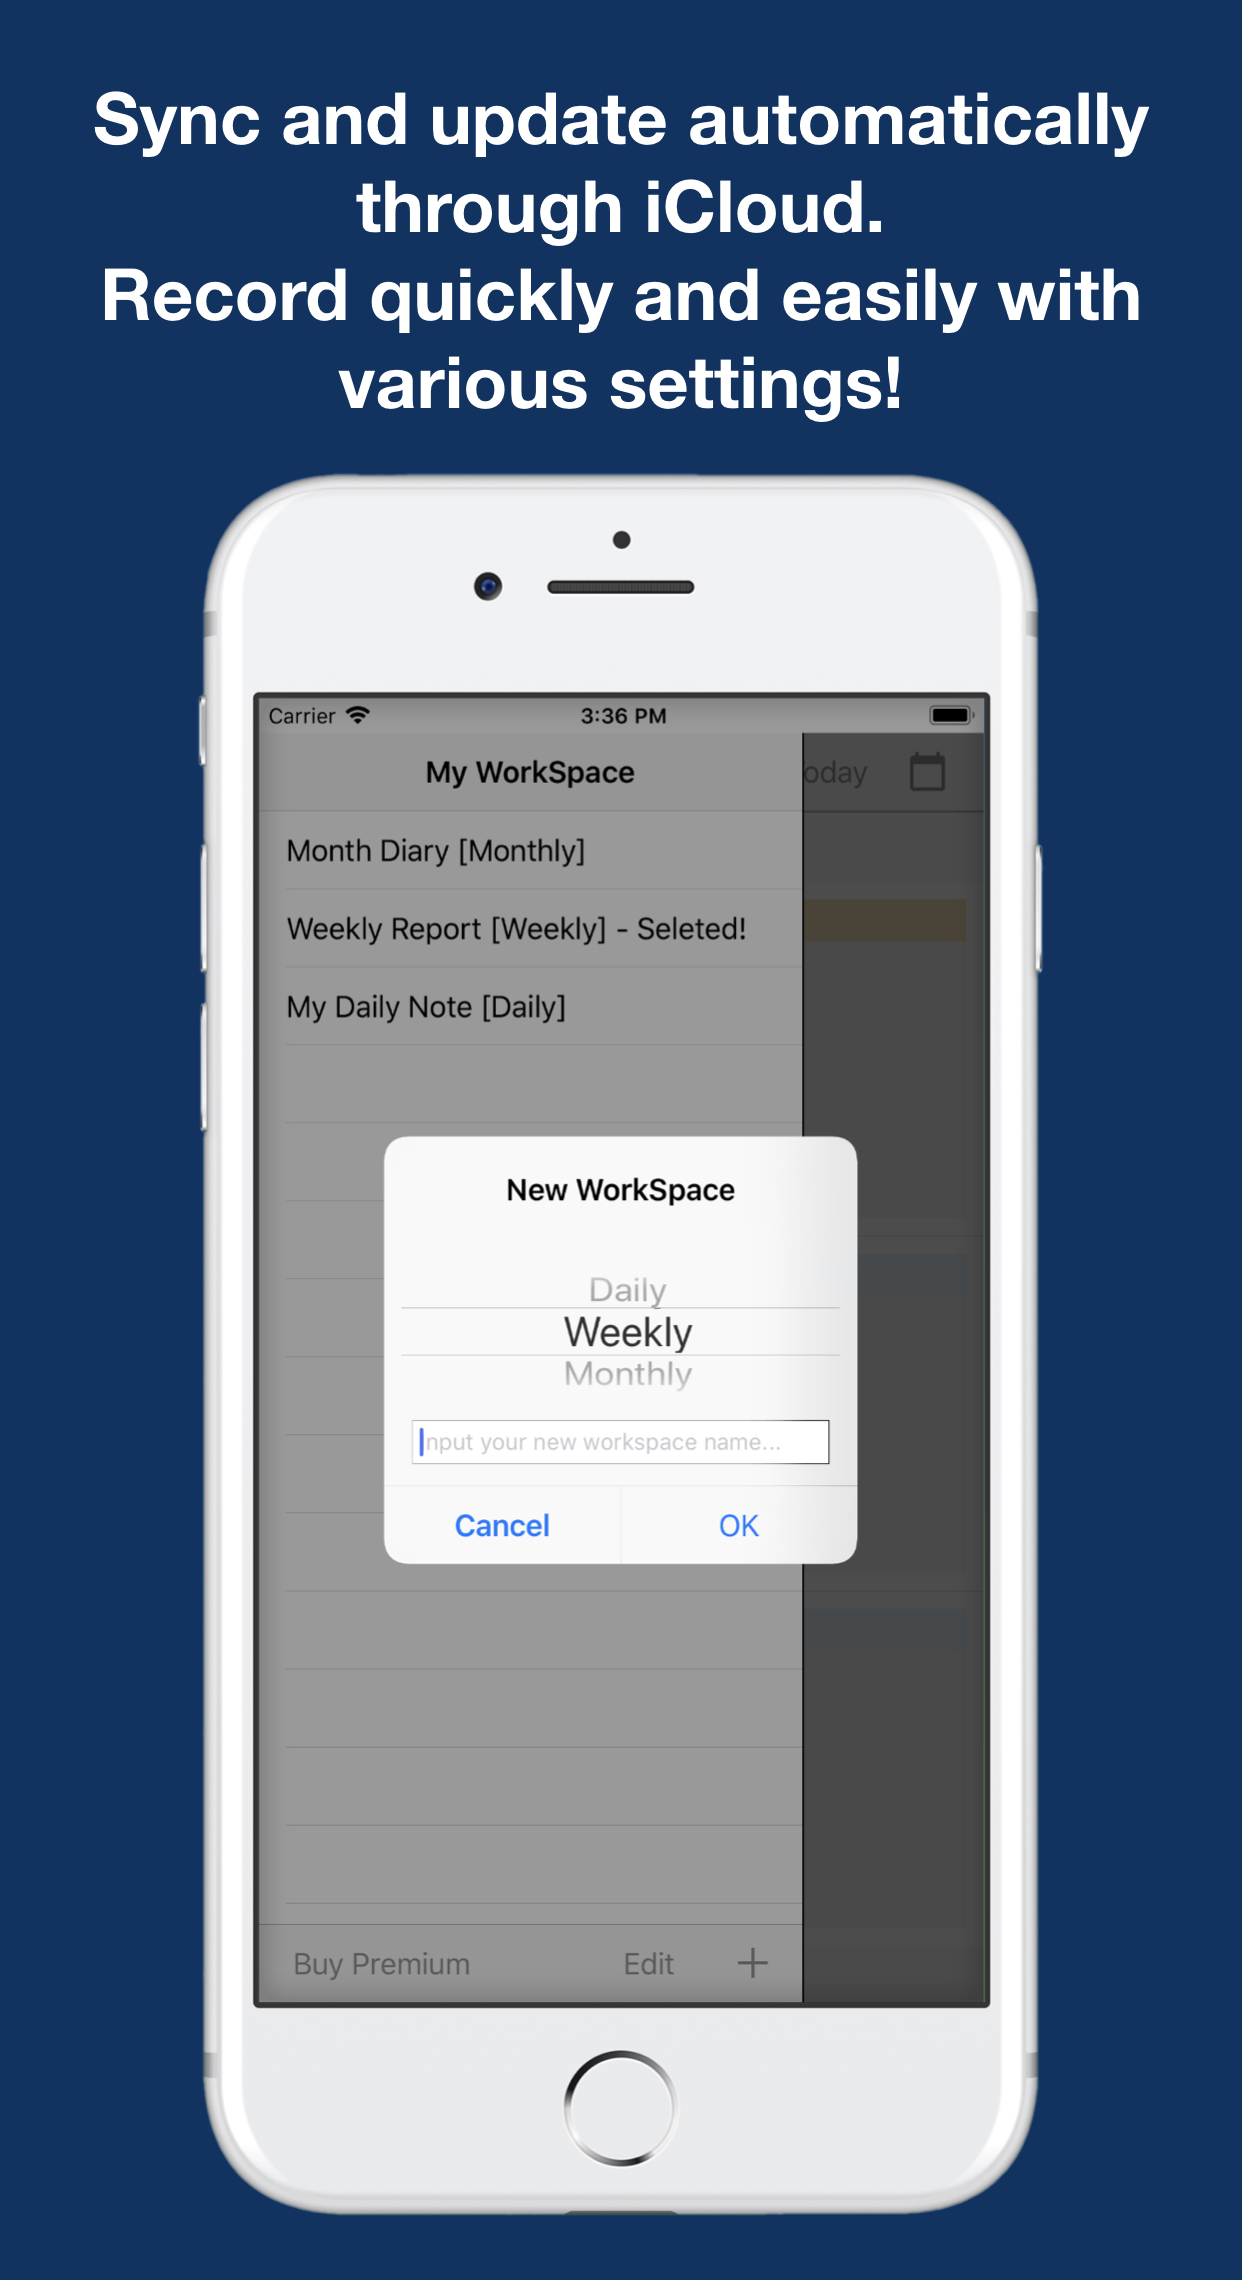 Sync and update automatically
through iCloud.
Record quickly and easily with
various settings!
Carrier
3:36 PM
My WorkSpace
oday
Month Diary [Monthly]
Weekly Report [Weekly] - Seleted!
My Daily Note [Daily]
New WorkSpace
Daily
Weekly
Monthly
Input your new workspace name...
Cancel
OK
Buy Premium
Edit